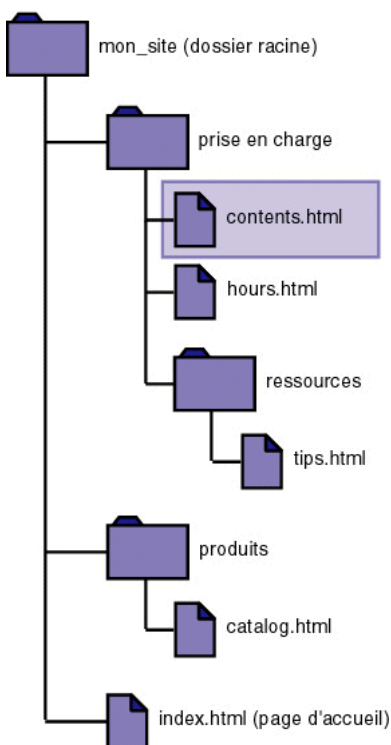 mon_site (dossier racine)
prise en charge
contents.html
hours.html
ressources
tips.html
produits
catalog.html
index.html (page d'accueil)